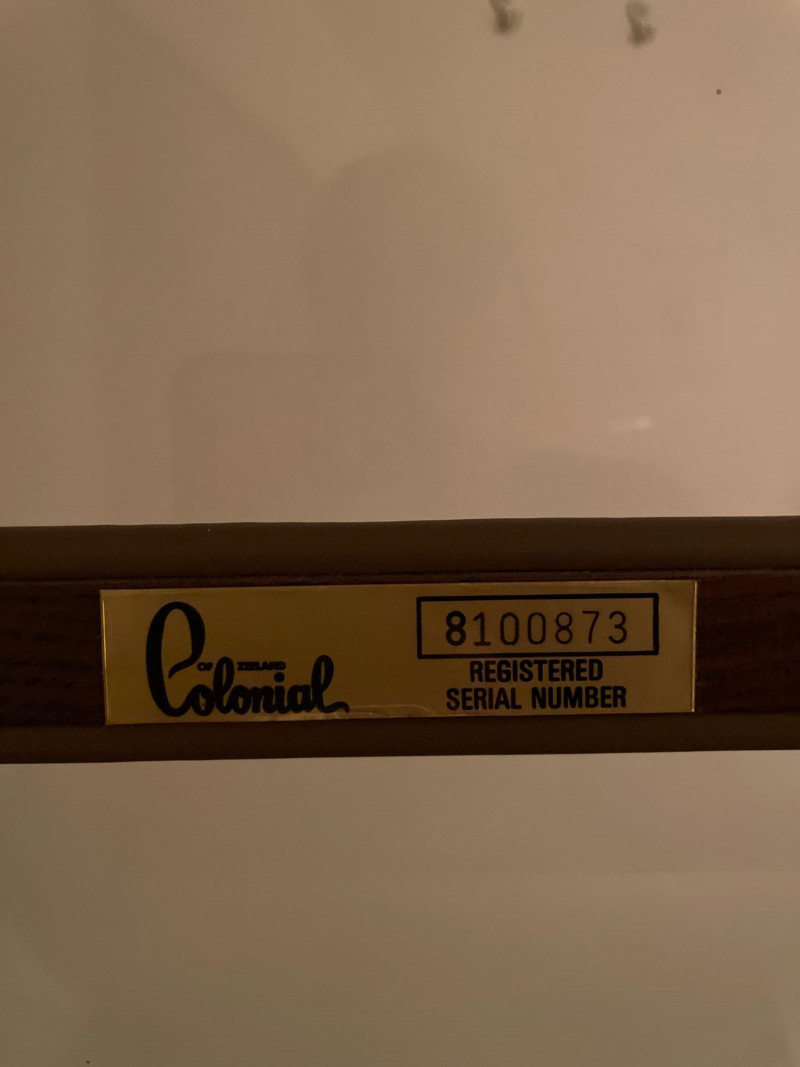 Colonial
OF ZEELAND
8100873
REGISTERED
SERIAL NUMBER